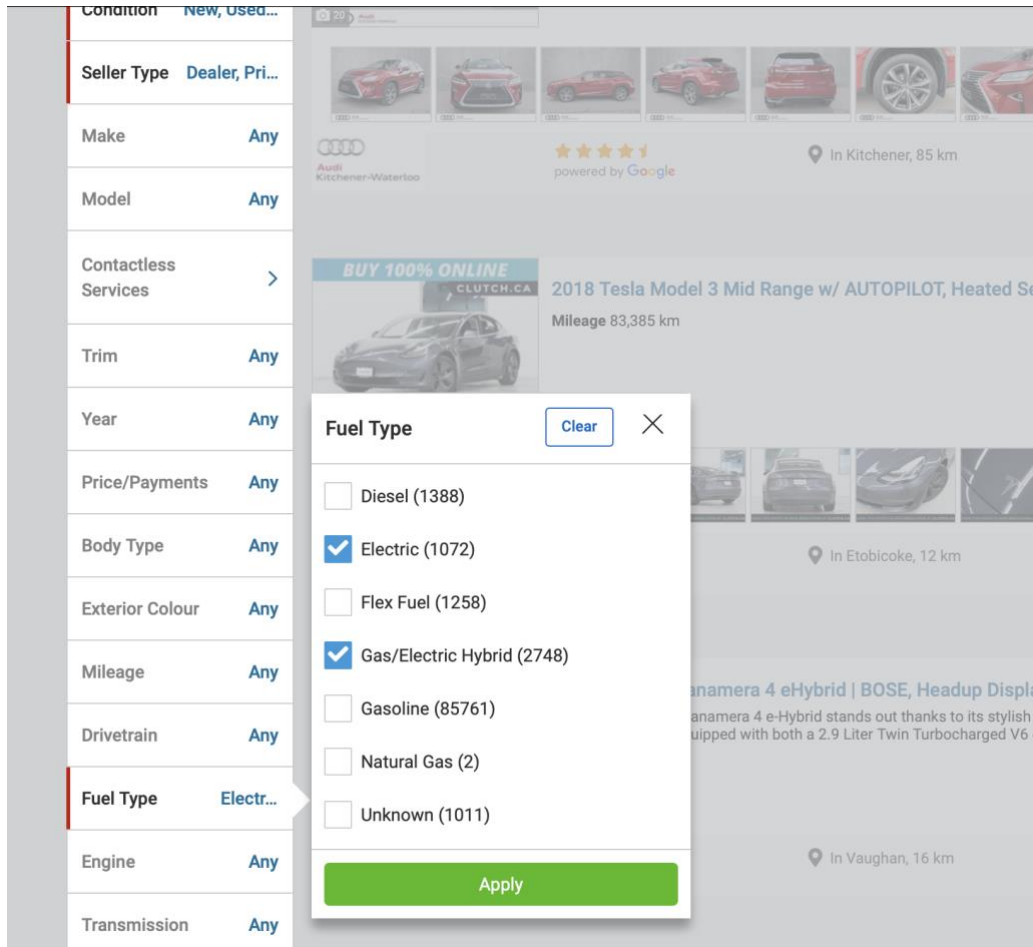 Condition New, Used...
Seller Type Dealer, Pri...
Make Any
Model Any
Contactless
Services
Trim Any
Year Any
Price/Payments Any
Body Type Any
Exterior Colour Any
Mileage Any
Drivetrain Any
Fuel Type Electr...
Engine Any
Transmission Any
20
Audi
Audi
Kitchener-Waterloo
powered by Google
In Kitchener, 85 km
BUY 100% ONLINE
CLUTCH.CA
2018 Tesla Model 3 Mid Range w/ AUTOPILOT, Heated Se
Mileage 83,385 km
Fuel Type
Clear
Diesel (1388)
Electric (1072)
Flex Fuel (1258)
Gas/Electric Hybrid (2748)
Gasoline (85761)
Natural Gas (2)
Unknown (1011)
Apply
In Etobicoke, 12 km
anamera 4 eHybrid | BOSE, Headup Displa
anamera 4 e-Hybrid stands out thanks to its stylish
uipped with both a 2.9 Liter Twin Turbocharged V6
In Vaughan, 16 km